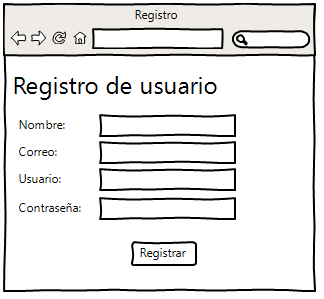 Registro
Registro de usuario
Nombre:
Correo:
Usuario:
Contraseña:
Registrar